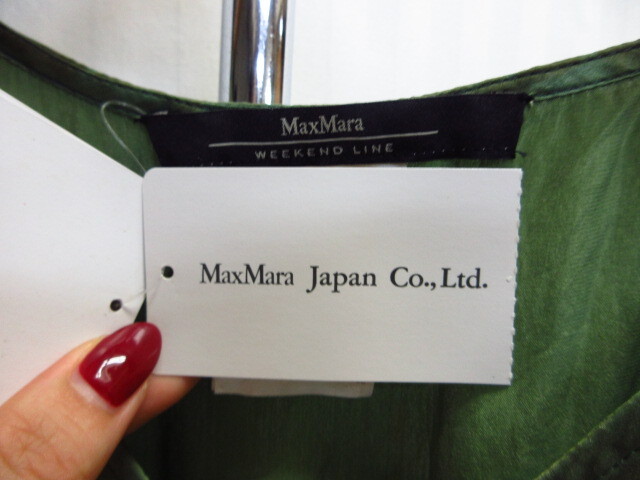 MaxMara
WEEKEND LINE
MaxMara Japan Co., Ltd.